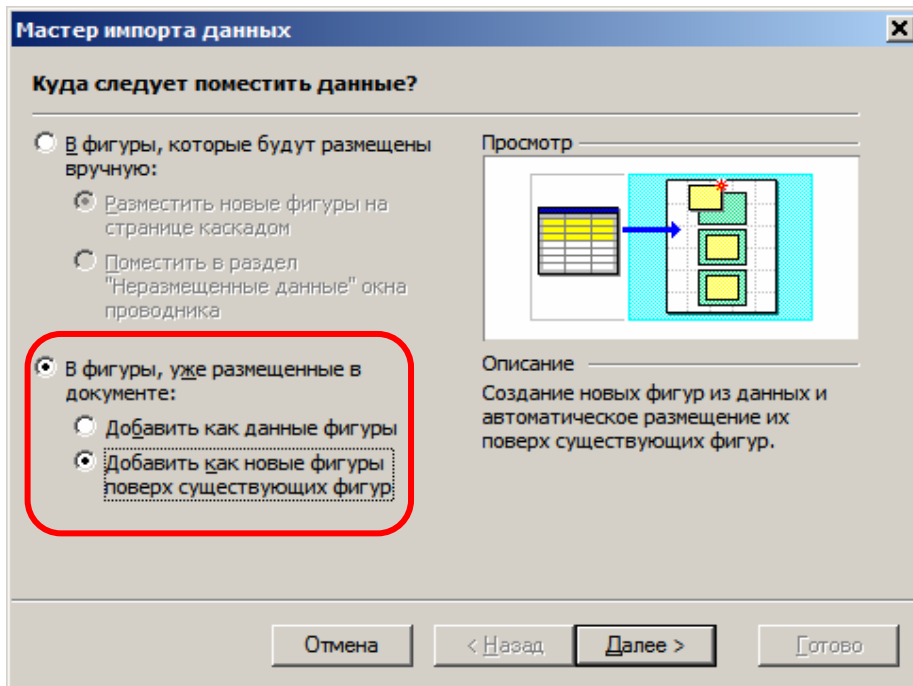 Мастер импорта данных
Куда следует поместить данные?
В фигуры, которые будут размещены
вручную:
Разместить новые фигуры на
странице каскадом
Поместить в раздел
"Неразмещенные данные" окна
проводника
В фигуры, уже размещенные в
документе:
Добавить как данные фигуры
Добавить как новые фигуры
поверх существующих фигур
Просмотр
Описание
Создание новых фигур из данных и
автоматическое размещение их
поверх существующих фигур.
Отмена
< Назад
Далее >
Готово